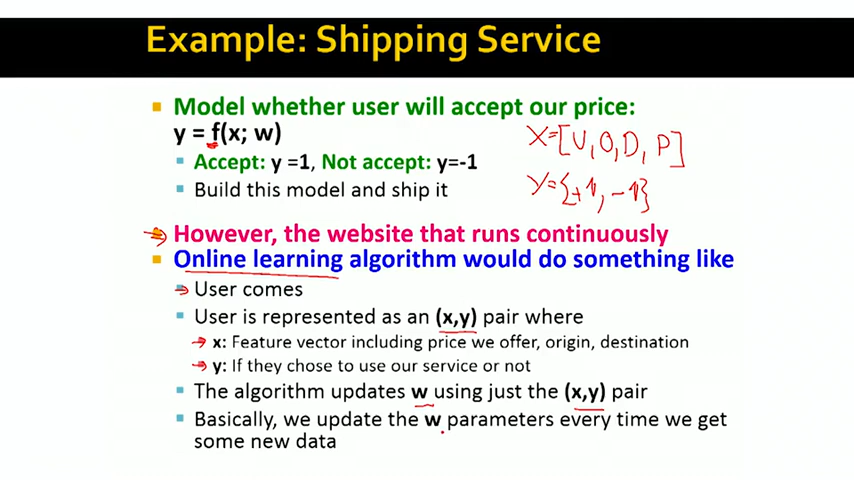 Example: Shipping Service
Model whether user will accept our price:
y = f(x; w)
X=[U, O, D, P]
Accept: y =1, Not accept: y=-1
Build this model and ship it
Y={+1, -1}
However, the website that runs continuously
Online learning algorithm would do something like
User comes
User is represented as an (x,y) pair where
x: Feature vector including price we offer, origin, destination
y: If they chose to use our service or not
The algorithm updates w using just the (x,y) pair
Basically, we update the w parameters every time we get
some new data